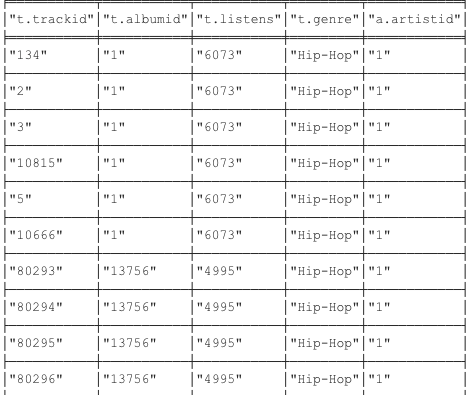 |"t.trackid"|"t.albumid"|"t.listens"|"t.genre"|"a.artistid"|
|"134"|"1"|"6073"|"Hip-Hop"|"1"|
|"2"|"1"|"6073"|"Hip-Hop"|"1"|
|"3"|"1"|"6073"|"Hip-Hop"|"1"|
|"10815"|"1"|"6073"|"Hip-Hop"|"1"|
|"5"|"1"|"6073"|"Hip-Hop"|"1"|
|"10666"|"1"|"6073"|"Hip-Hop"|"1"|
|"80293"|"13756"|"4995"|"Hip-Hop"|"1"|
|"80294"|"13756"|"4995"|"Hip-Hop"|"1"|
|"80295"|"13756"|"4995"|"Hip-Hop"|"1"|
|"80296"|"13756"|"4995"|"Hip-Hop"|"1"|